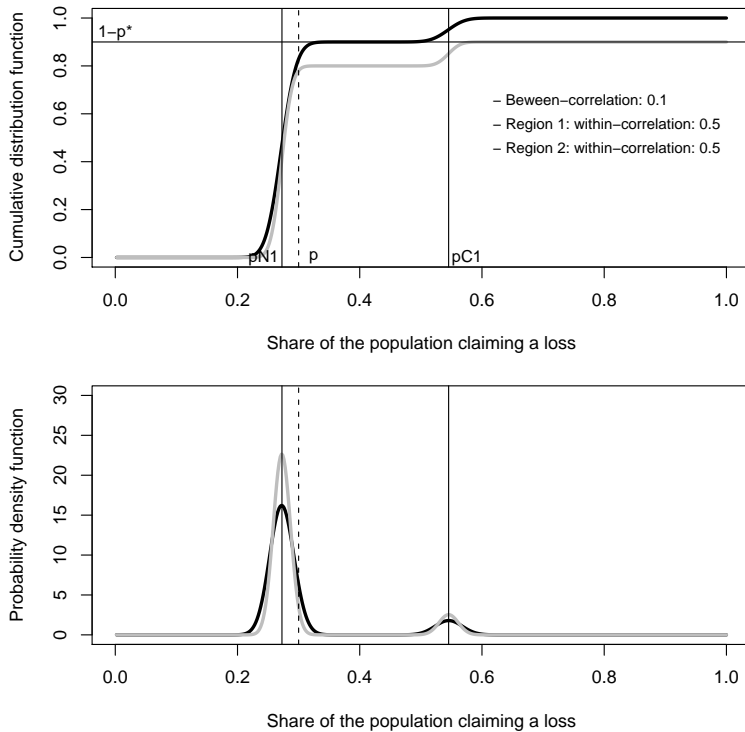 Cumulative distribution function
1.0
0.8
0.6
0.4
0.2
0.0
1−p*
− Beween−correlation: 0.1
− Region 1: within−correlation: 0.5
− Region 2: within−correlation: 0.5
pN1
p
pC1
0.0 0.2 0.4 0.6 0.8 1.0
Share of the population claiming a loss
Probability density function
30
25
20
15
10
5
0
0.0 0.2 0.4 0.6 0.8 1.0
Share of the population claiming a loss